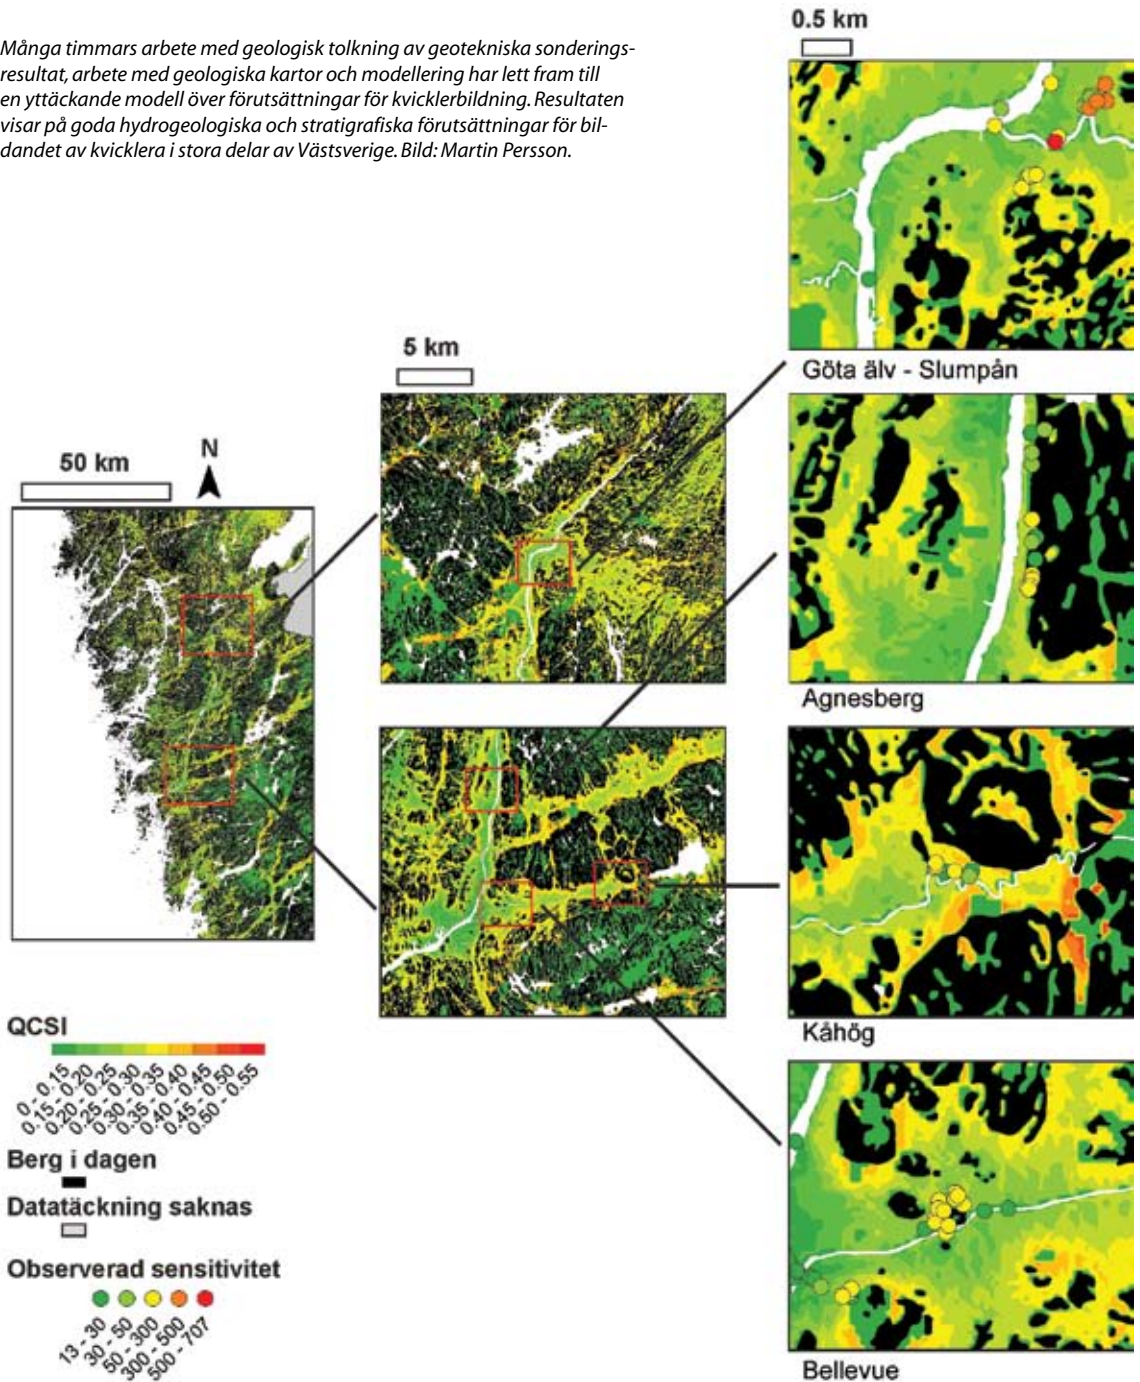 Många timmars arbete med geologisk tolkning av geotekniska sonderings-
resultat, arbete med geologiska kartor och modellering har lett fram till
en yttäckande modell över förutsättningar för kvicklerbildning. Resultaten
visar på goda hydrogeologiska och stratigrafiska förutsättningar för bil-
dandet av kvicklera i stora delar av Västsverige. Bild: Martin Persson.
0.5 km
Göta älv - Slumpån
5 km
Agnesberg
50 km
N
Kåhög
Bellevue
QCSI
0 - 0.15
0.15 - 0.20
0.20 - 0.25
0.25 - 0.30
0.30 - 0.35
0.35 - 0.40
0.40 - 0.45
0.45 - 0.50
0.50 - 0.55
Berg i dagen
Datatäckning saknas
Observerad sensitivitet
13 - 30
30 - 50
50 - 300
300 - 500
500 - 707